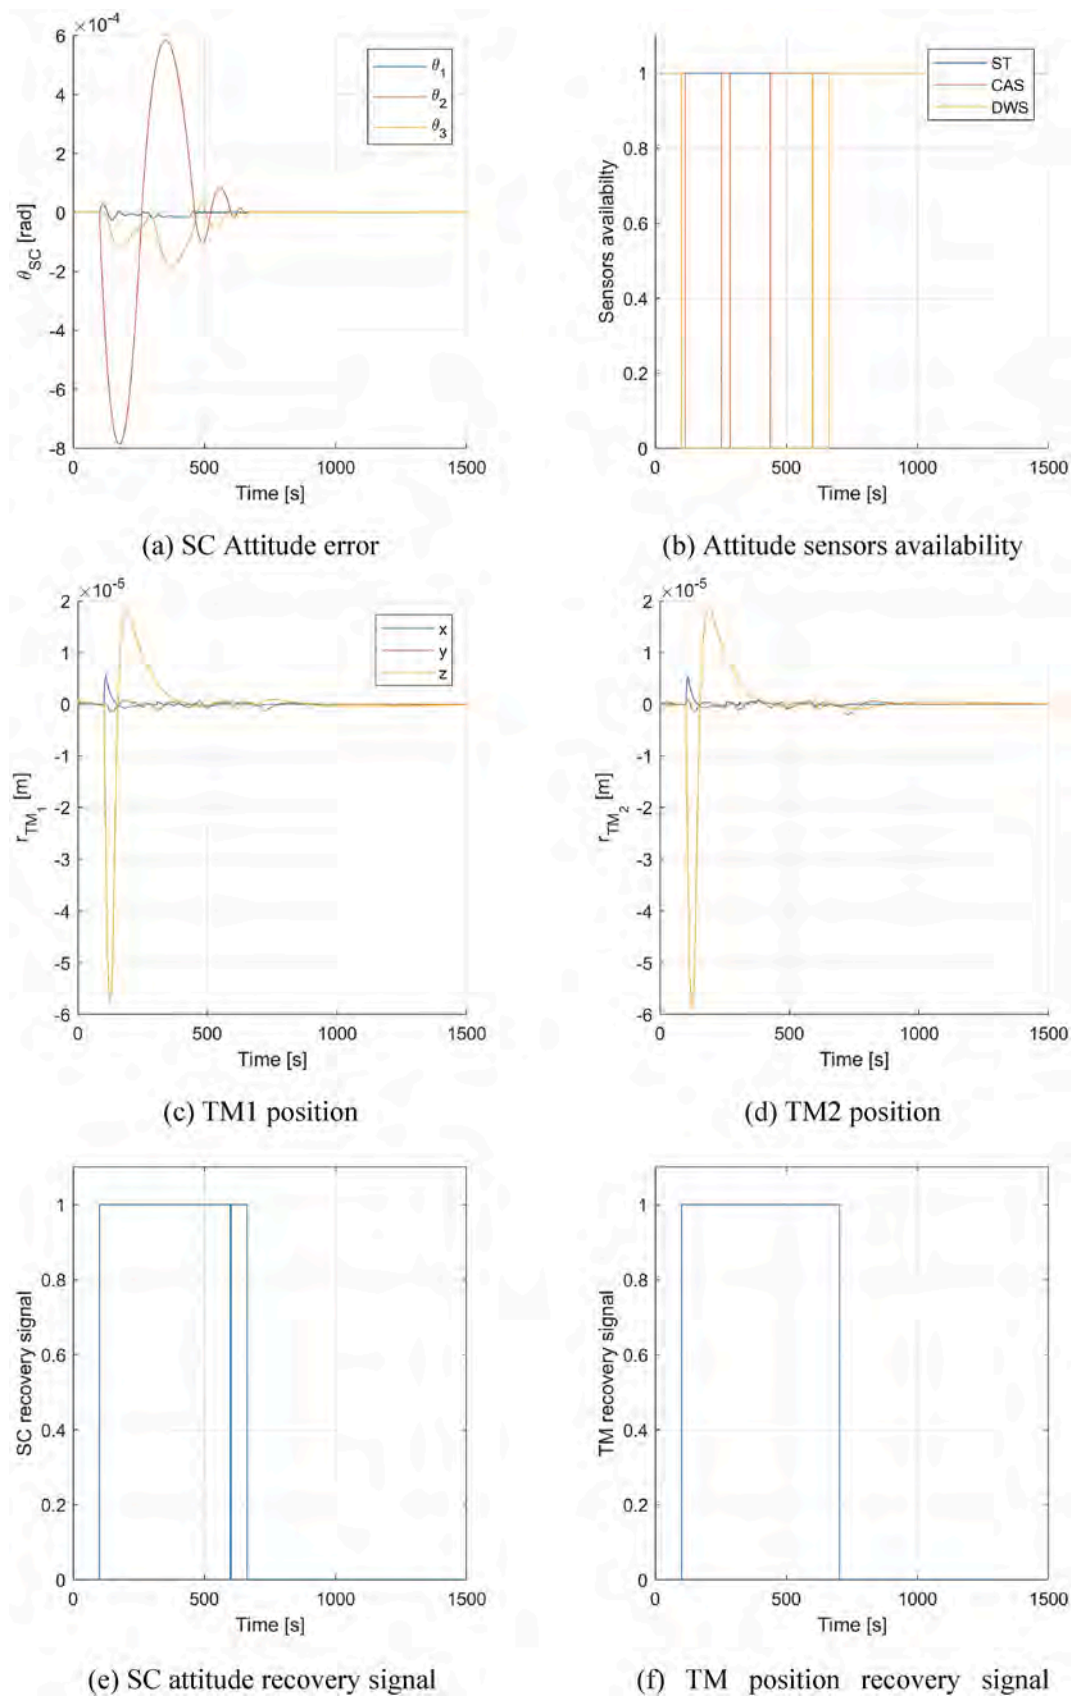 ×10⁻⁴
6
4
2
0
-2
-4
-6
-8
θSC [rad]
θ1
θ2
θ3
0 500 1000 1500
Time [s]
(a) SC Attitude error
1
0.8
0.6
0.4
0.2
0
Sensors availabilty
ST
CAS
DWS
0 500 1000 1500
Time [s]
(b) Attitude sensors availability
×10⁻⁵
2
1
0
-1
-2
-3
-4
-5
-6
rTM1 [m]
x
y
z
0 500 1000 1500
Time [s]
(c) TM1 position
×10⁻⁵
2
1
0
-1
-2
-3
-4
-5
-6
rTM2 [m]
0 500 1000 1500
Time [s]
(d) TM2 position
1
0.8
0.6
0.4
0.2
0
SC recovery signal
0 500 1000 1500
Time [s]
(e) SC attitude recovery signal
1
0.8
0.6
0.4
0.2
0
TM recovery signal
0 500 1000 1500
Time [s]
(f) TM position recovery signal